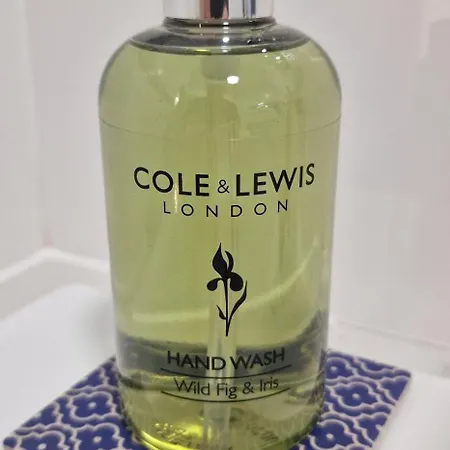 COLE & LEWIS
LONDON
HAND WASH
Wild Fig & Iris